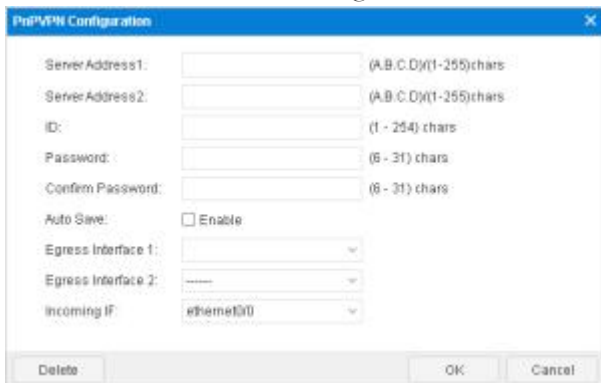 PnPVPN Configuration
Server Address1: (A.B.C.D)/(1-255)chars
Server Address2: (A.B.C.D)/(1-255)chars
ID: (1 - 254) chars
Password: (6 - 31) chars
Confirm Password: (6 - 31) chars
Auto Save: Enable
Egress Interface 1:
Egress Interface 2: ------
Incoming IF: ethernet0/0
Delete OK Cancel